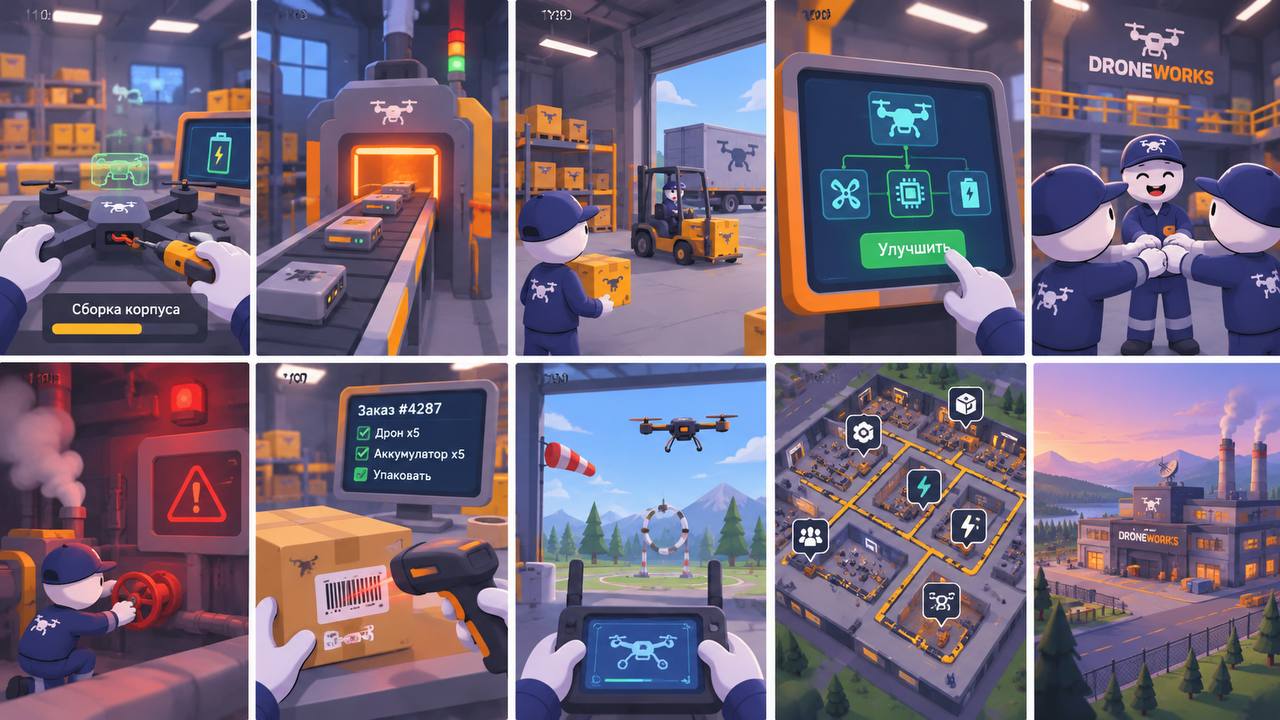 DRONEWORKS
Улучшить
Сборка корпуса
Заказ #4287
Дрон x5
Аккумулятор x5
Упаковать
DRONEWORKS